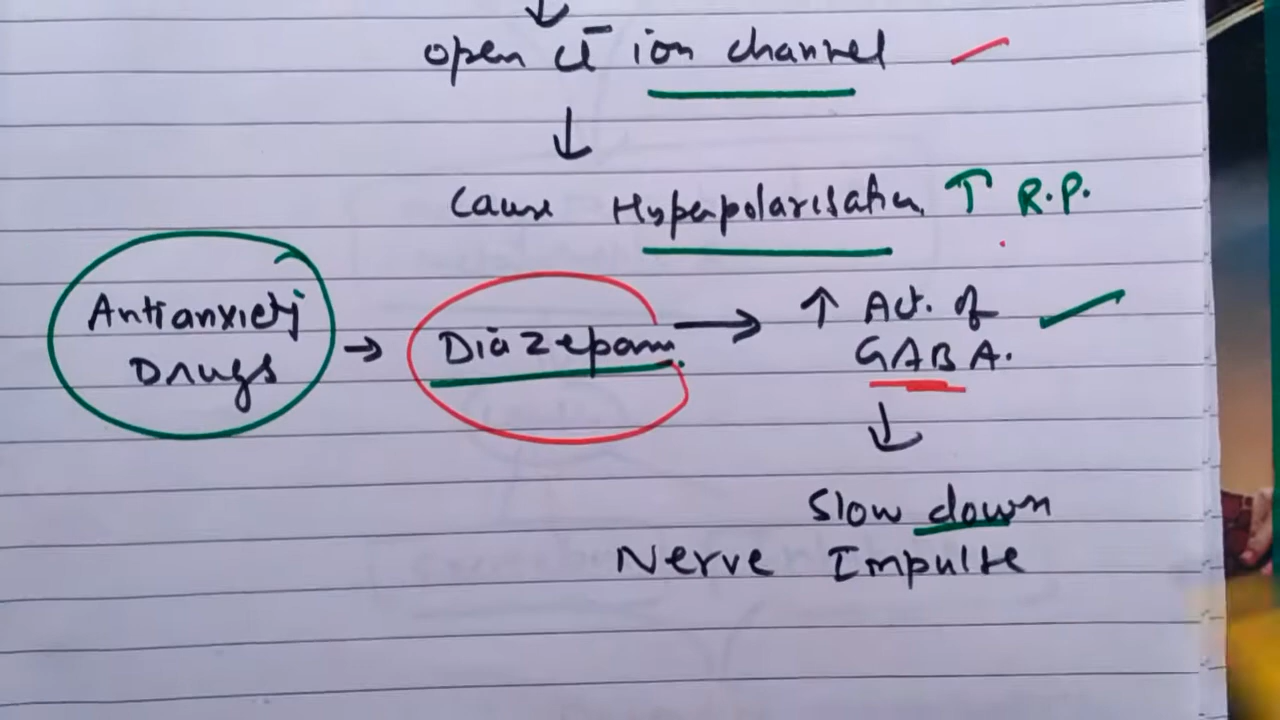 ↓
open Cl⁻ ion channel
↓
Cause Hyperpolarisation ↑ R.P.
Antianxiety
Drugs → Diazepam. → ↑ Act. of
GABA.
↓
Slow down
Nerve Impulse